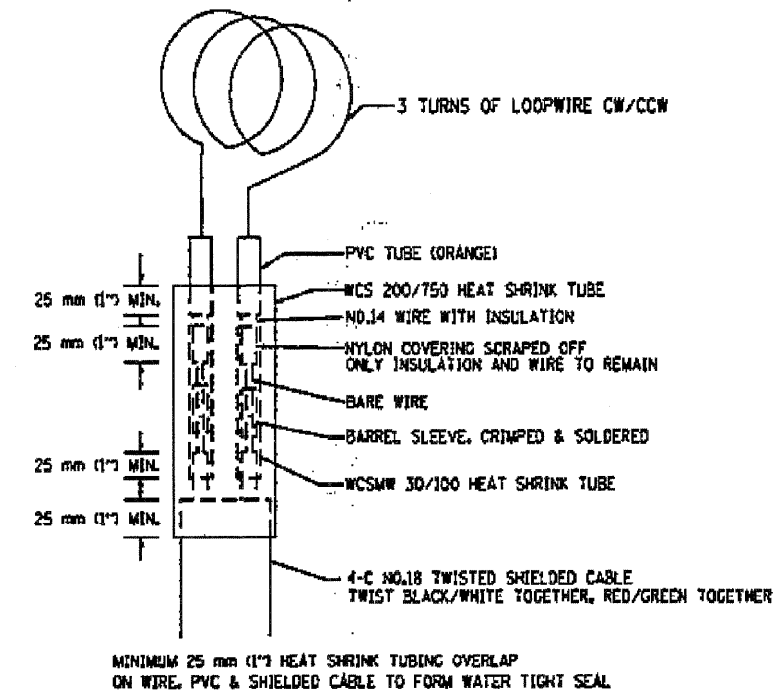 3 TURNS OF LOOPWIRE CW/CCW
PVC TUBE (ORANGE)
WCS 200/750 HEAT SHRINK TUBE
NO.14 WIRE WITH INSULATION
NYLON COVERING SCRAPED OFF
ONLY INSULATION AND WIRE TO REMAIN
BARE WIRE
BARREL SLEEVE, CRIMPED & SOLDERED
WCSMW 30/100 HEAT SHRINK TUBE
25 mm (1") MIN.
25 mm (1") MIN.
25 mm (1") MIN.
25 mm (1") MIN.
4-C NO.18 TWISTED SHIELDED CABLE
TWIST BLACK/WHITE TOGETHER, RED/GREEN TOGETHER
MINIMUM 25 mm (1") HEAT SHRINK TUBING OVERLAP
ON WIRE, PVC & SHIELDED CABLE TO FORM WATER TIGHT SEAL